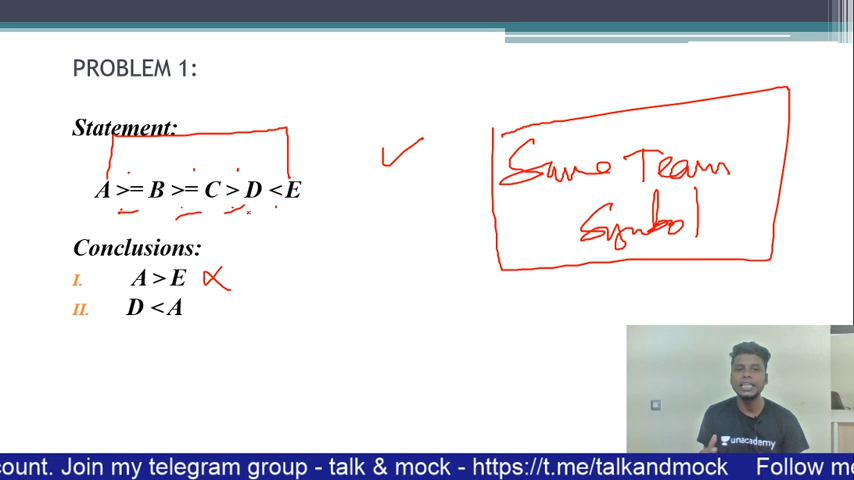 PROBLEM 1:
Statement:
A >= B >= C > D < E
Same Team
Symbol
Conclusions:
I. A > E
II. D < A
unacademy
count. Join my telegram group - talk & mock - https://t.me/talkandmock Follow me